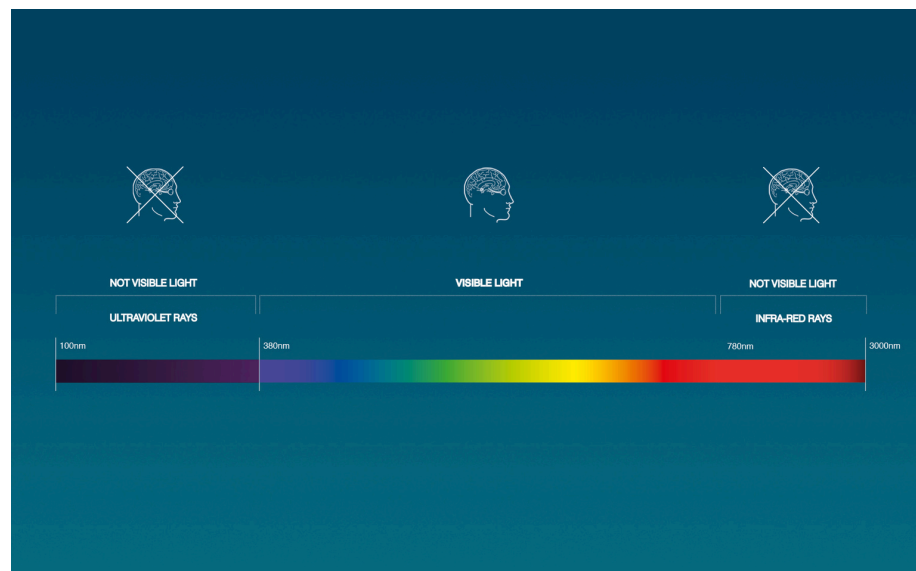 NOT VISIBLE LIGHT
VISIBLE LIGHT
NOT VISIBLE LIGHT
ULTRAVIOLET RAYS
INFRA-RED RAYS
100nm
380nm
780nm
3000nm